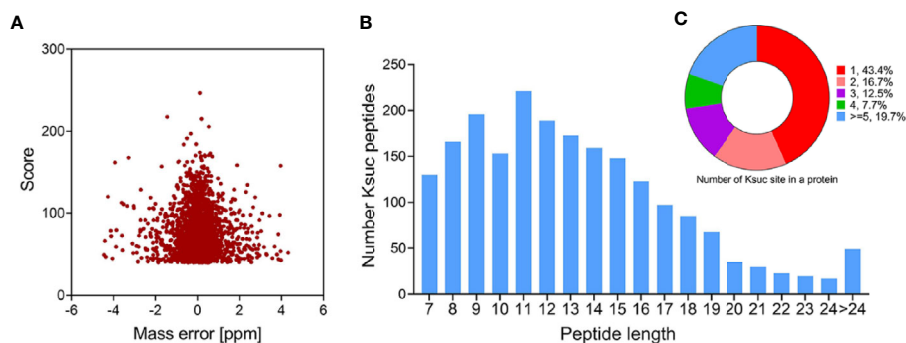 A
300
200
100
0
Score
-6
-4
-2
0
2
4
6
Mass error [ppm]
B
250
200
150
100
50
0
Number Ksuc peptides
7 8 9 10 11 12 13 14 15 16 17 18 19 20 21 22 23 24 >24
Peptide length
C
1, 43.4%
2, 16.7%
3, 12.5%
4, 7.7%
>=5, 19.7%
Number of Ksuc site in a protein